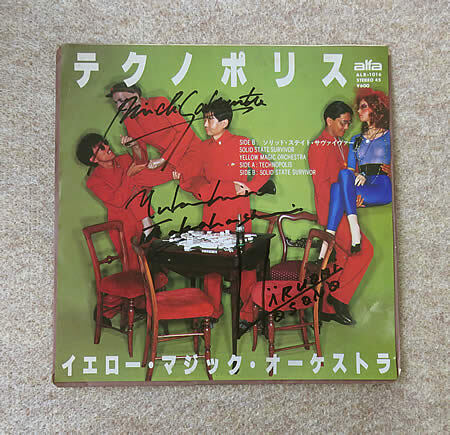 テクノポリス
alfa
ALR-1016
STEREO 45
¥600
SIDE B : ソリッド・ステイト・サヴァイヴァー
SOLID STATE SURVIVOR
YELLOW MAGIC ORCHESTRA
SIDE A : TECHNOPOLIS
SIDE B : SOLID STATE SURVIVOR
イエロー・マジック・オーケストラ